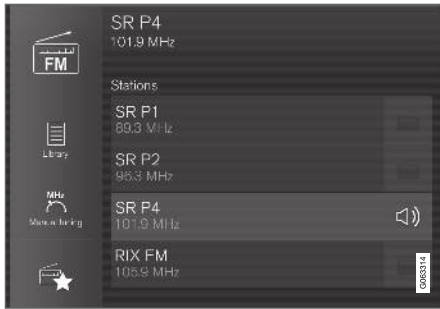 FM
SR P4
101.9 MHz
Stations
SR P1
89.3 MHz
SR P2
96.3 MHz
SR P4
101.9 MHz
RIX FM
105.9 MHz
Library
MHz
Manual tuning
G063314